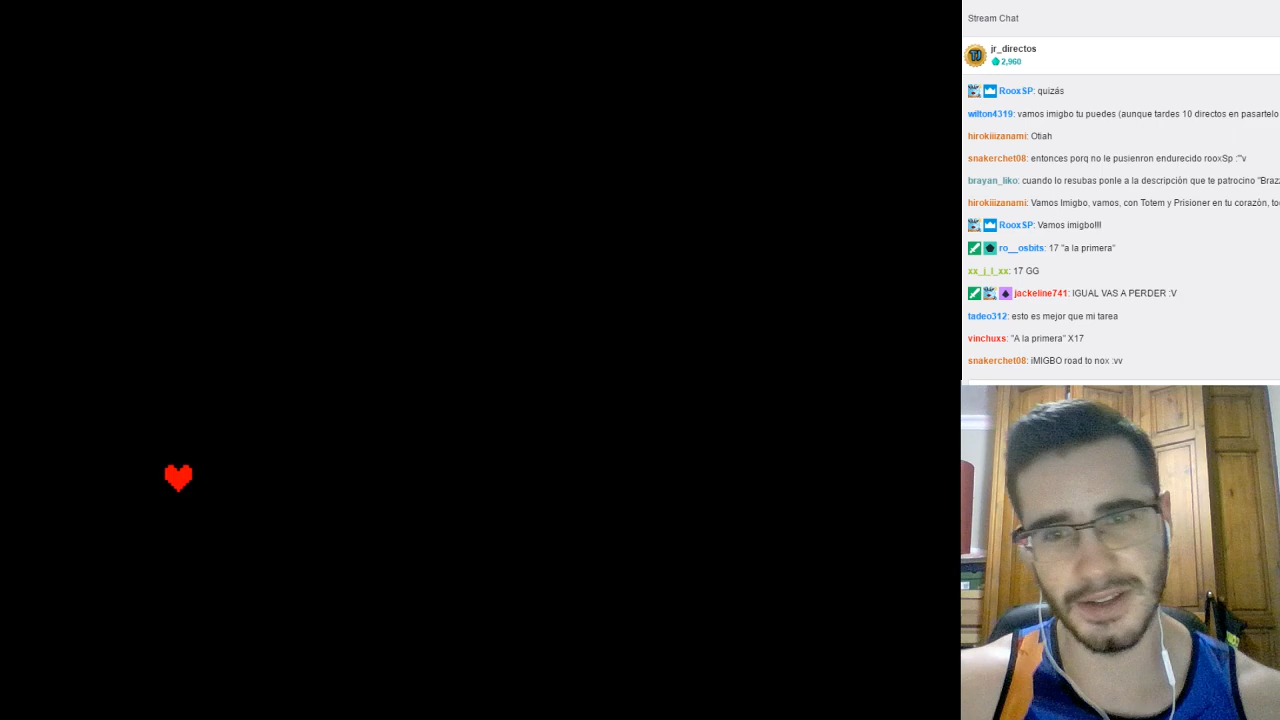 Stream Chat
jr_directos
2,960
RooxSP: quizás
wilton4319: vamos imigbo tu puedes (aunque tardes 10 directos en pasartelo
hirokiiizanami: Otiah
snakerchet08: entonces porq no le pusienron endurecido rooxSp :'"v
brayan_liko: cuando lo resubas ponle a la descripción que te patrocino "Braz
hirokiiizanami: Vamos Imigbo, vamos, con Totem y Prisioner en tu corazón, to
RooxSP: Vamos imigbo!!!
ro__osbits: 17 "a la primera"
xx_j_l_xx: 17 GG
jackeline741: IGUAL VAS A PERDER :V
tadeo312: esto es mejor que mi tarea
vinchuxs: "A la primera" X17
snakerchet08: iMIGBO road to nox :vv